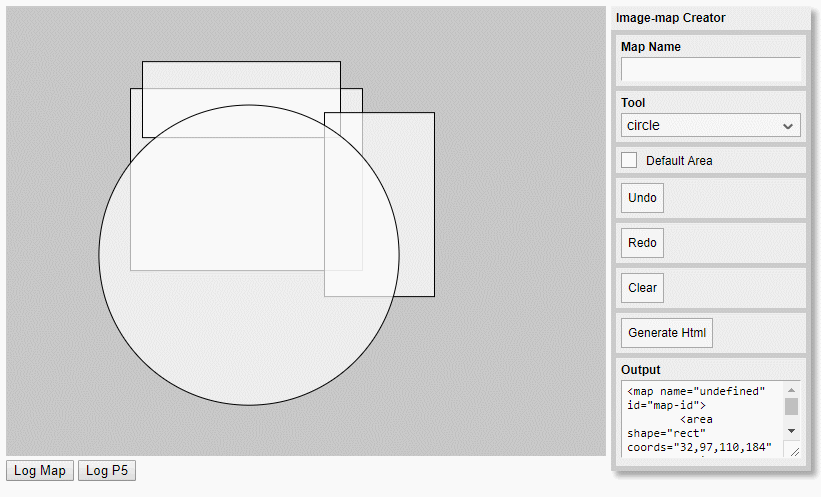 Image-map Creator
Map Name
Tool
circle
Default Area
Undo
Redo
Clear
Generate Html
Output
<map name="undefined"
id="map-id">
<area
shape="rect"
coords="32,97,110,184"
Log Map
Log P5